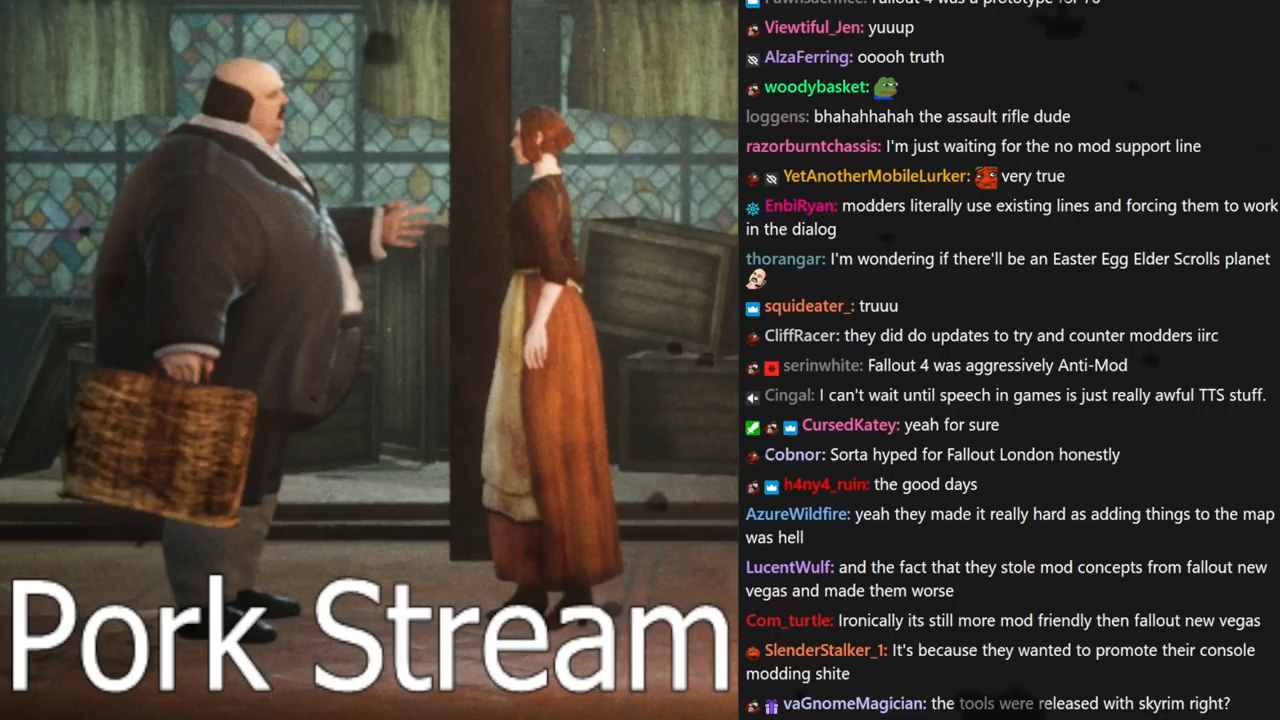 Viewtiful_Jen: yuuup
AlzaFerring: ooooh truth
woodybasket:
loggens: bhahahhahah the assault rifle dude
razorburntchassis: I'm just waiting for the no mod support line
YetAnotherMobileLurker: very true
EnbiRyan: modders literally use existing lines and forcing them to work
in the dialog
thorangar: I'm wondering if there'll be an Easter Egg Elder Scrolls planet
squideater_: truuu
CliffRacer: they did do updates to try and counter modders iirc
serinwhite: Fallout 4 was aggressively Anti-Mod
Cingal: I can't wait until speech in games is just really awful TTS stuff.
CursedKatey: yeah for sure
Cobnor: Sorta hyped for Fallout London honestly
h4ny4_ruin: the good days
AzureWildfire: yeah they made it really hard as adding things to the map
was hell
LucentWulf: and the fact that they stole mod concepts from fallout new
vegas and made them worse
Com_turtle: Ironically its still more mod friendly then fallout new vegas
SlenderStalker_1: It's because they wanted to promote their console
modding shite
vaGnomeMagician: the tools were released with skyrim right?
Pork Stream